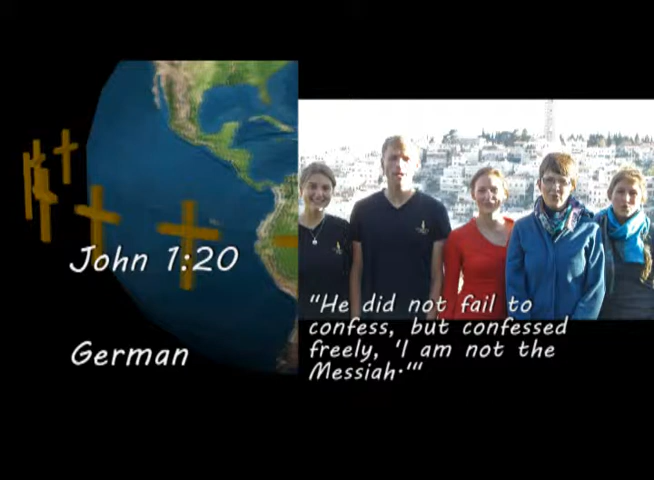 John 1:20
German
"He did not fail to
confess, but confessed
freely, 'I am not the
Messiah.'"